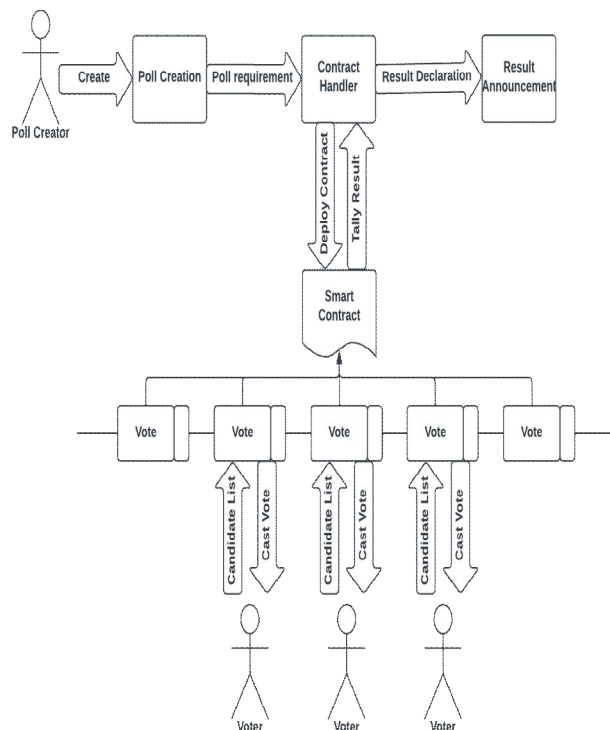 Poll Creator
Create
Poll Creation
Poll requirement
Contract
Handler
Result Declaration
Result
Announcement
Deploy Contract
Tally Result
Smart
Contract
Vote
Vote
Vote
Vote
Vote
Candidate List
Cast Vote
Candidate List
Cast Vote
Candidate List
Cast Vote
Voter
Voter
Voter